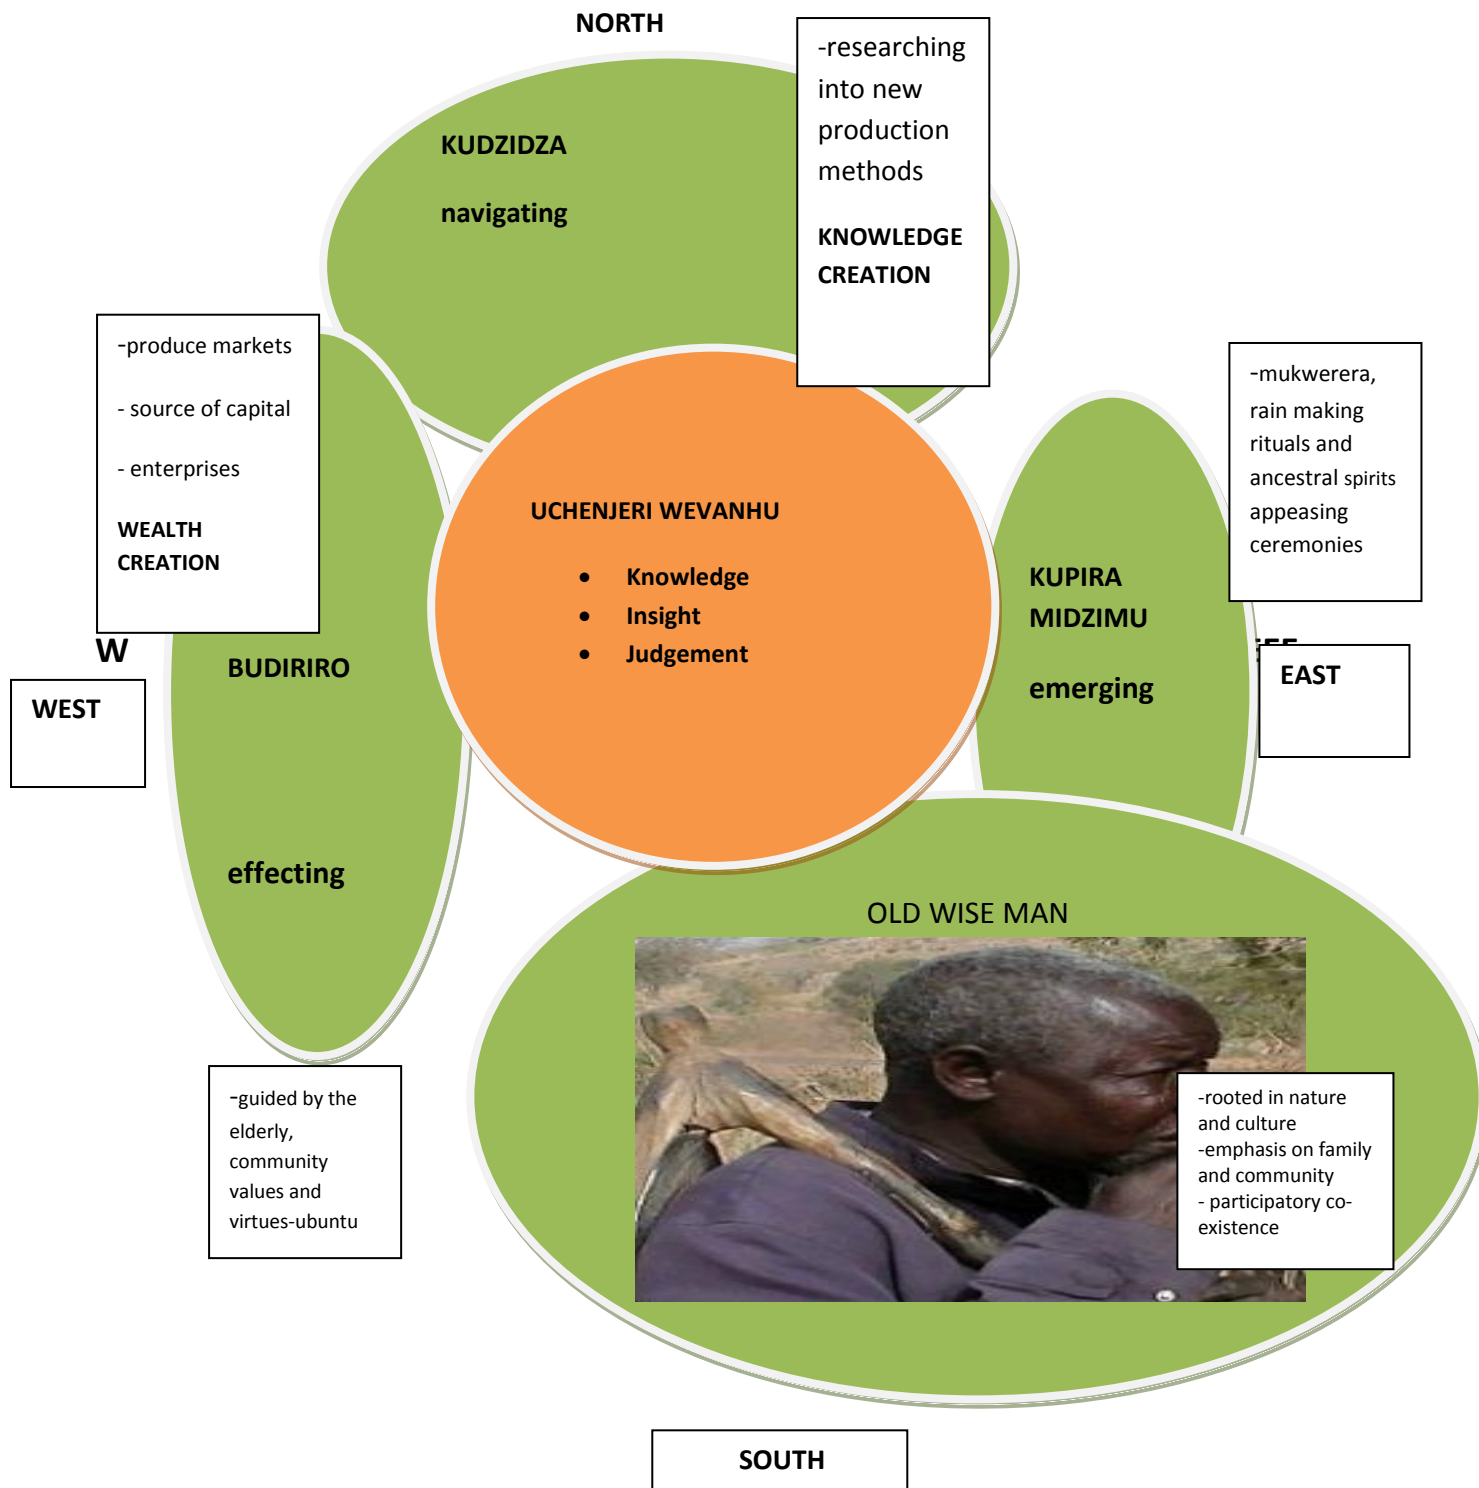 NORTH
-researching
into new
production
methods
KNOWLEDGE
CREATION
KUDZIDZA
navigating
-produce markets
- source of capital
- enterprises
WEALTH
CREATION
W
WEST
BUDIRIRO
effecting
UCHENJERI WEVANHU
• Knowledge
• Insight
• Judgement
-mukwerera,
rain making
rituals and
ancestral spirits
appeasing
ceremonies
KUPIRA
MIDZIMU
emerging
EAST
OLD WISE MAN
-guided by the
elderly,
community
values and
virtues-ubuntu
-rooted in nature
and culture
-emphasis on family
and community
- participatory co-
existence
SOUTH